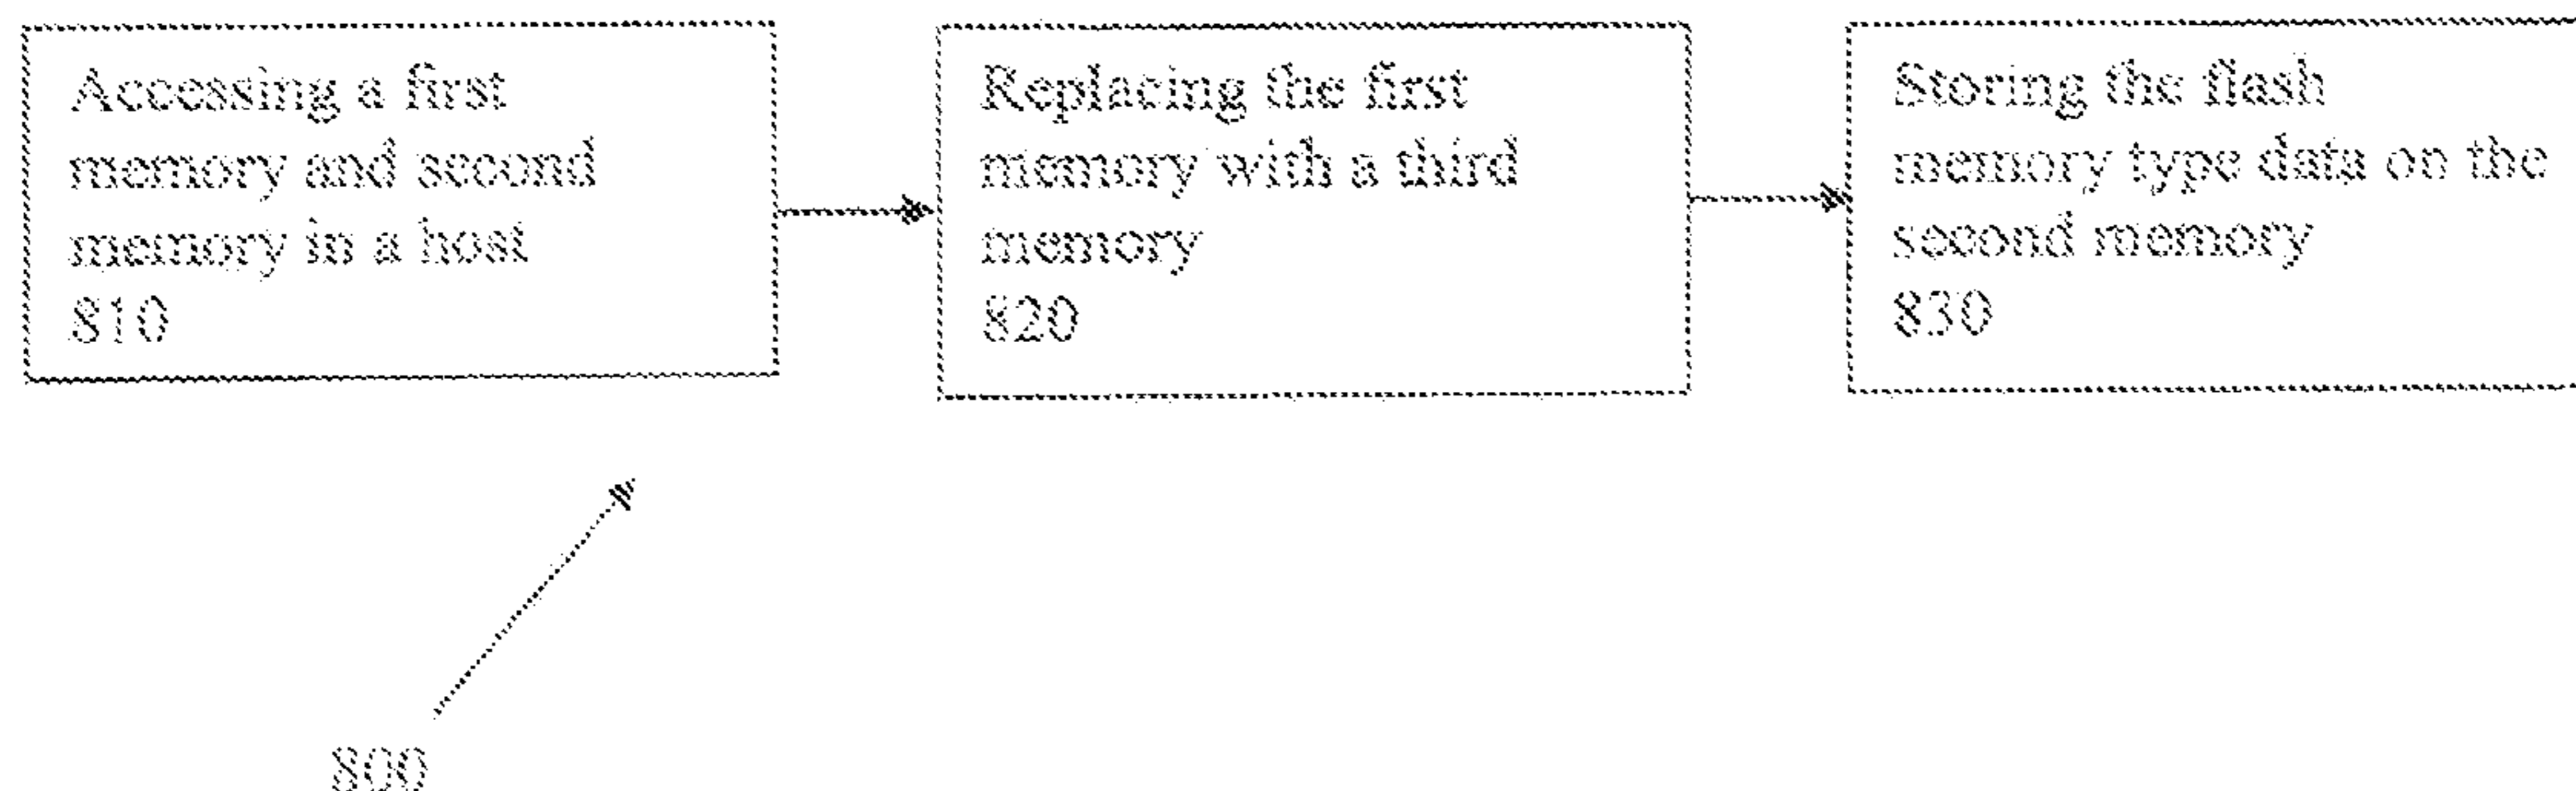 Accessing a first
memory and second
memory in a host
810
Replacing the first
memory with a third
memory
820
Storing the flash
memory type data on the
second memory
830
800